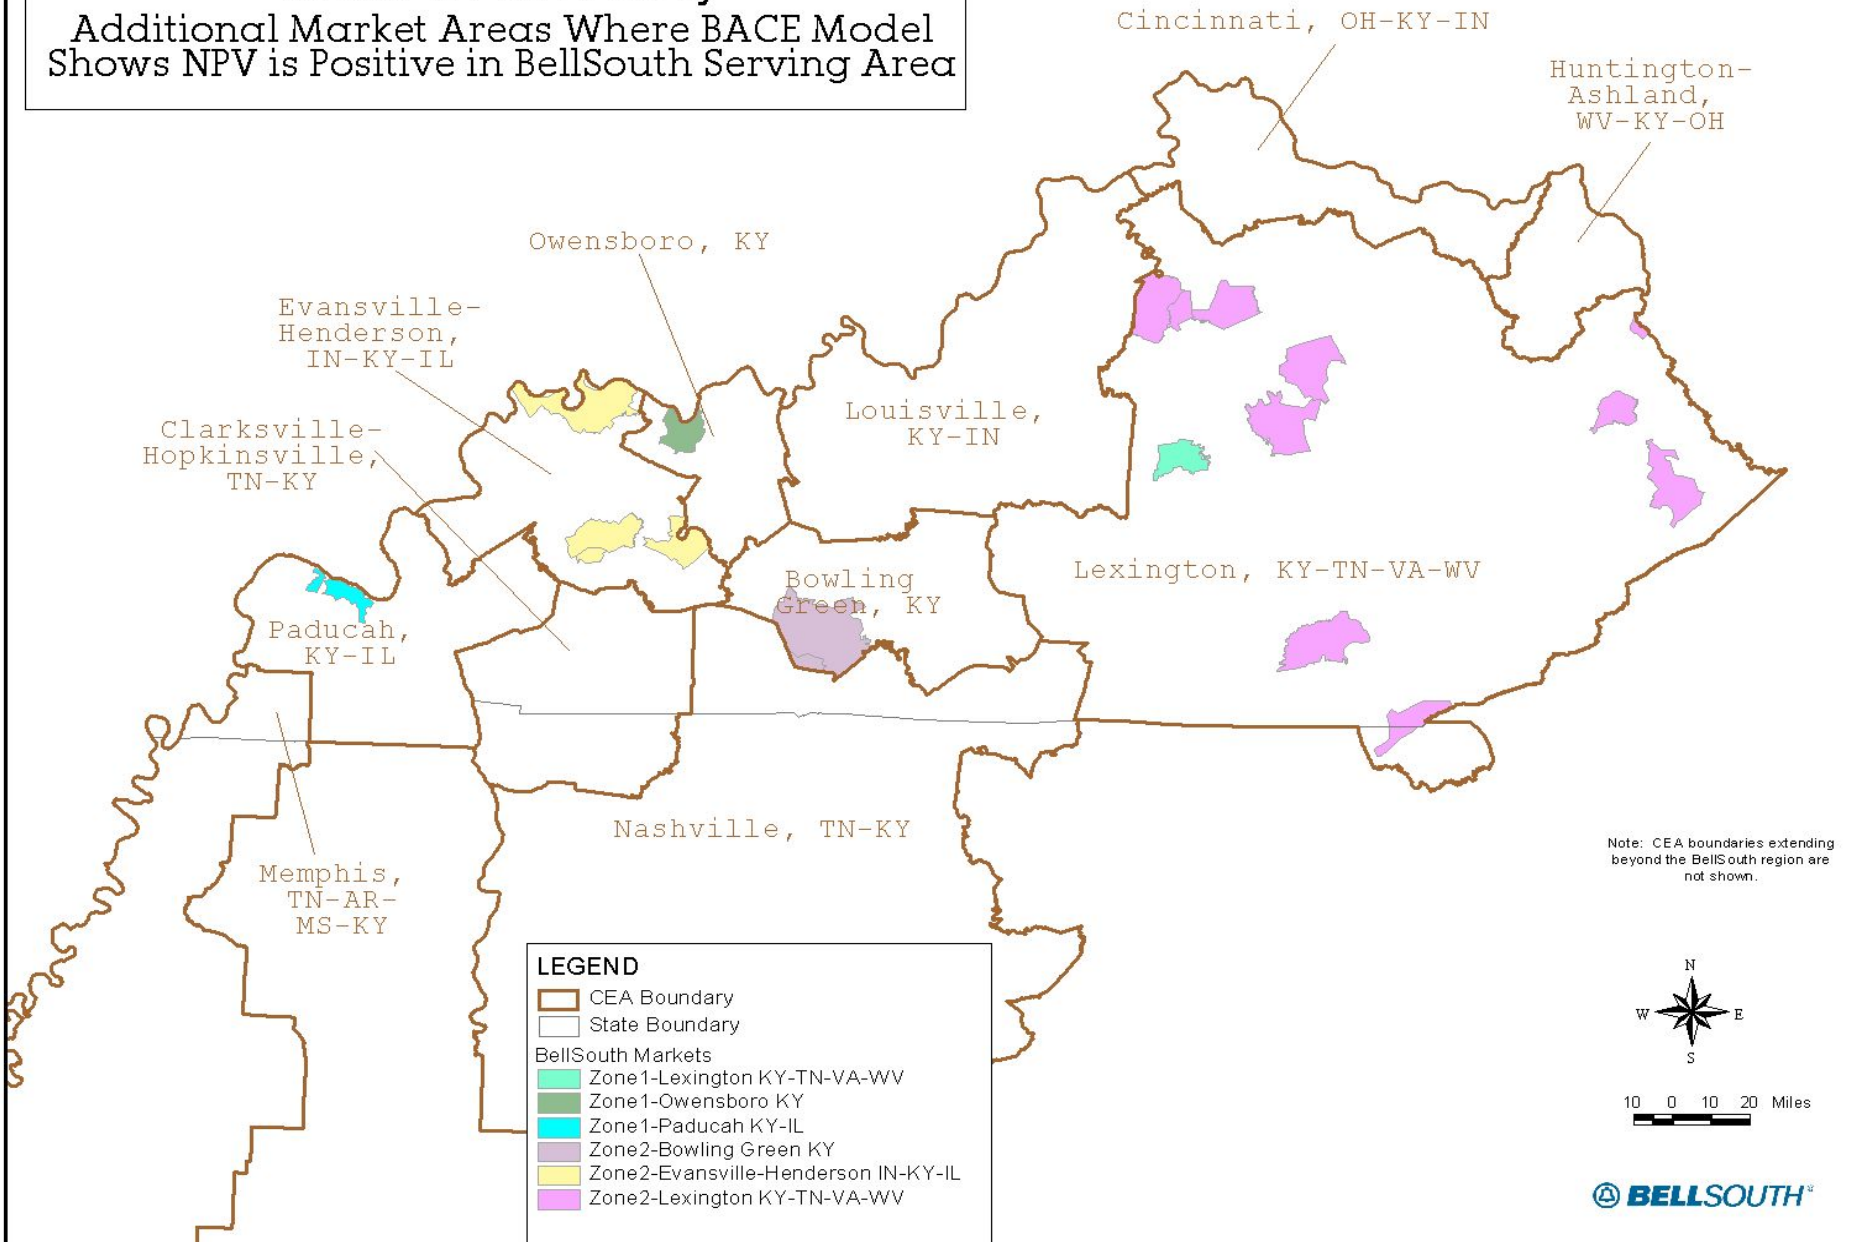 Additional Market Areas Where BACE Model
Shows NPV is Positive in BellSouth Serving Area
Cincinnati, OH-KY-IN
Huntington-
Ashland,
WV-KY-OH
Owensboro, KY
Evansville-
Henderson,
IN-KY-IL
Clarksville-
Hopkinsville,
TN-KY
Louisville,
KY-IN
Lexington, KY-TN-VA-WV
Bowling
Green, KY
Paducah,
KY-IL
Nashville, TN-KY
Memphis,
TN-AR-
MS-KY
Note: CEA boundaries extending
beyond the BellSouth region are
not shown.
LEGEND
CEA Boundary
State Boundary
BellSouth Markets
Zone1-Lexington KY-TN-VA-WV
Zone1-Owensboro KY
Zone1-Paducah KY-IL
Zone2-Bowling Green KY
Zone2-Evansville-Henderson IN-KY-IL
Zone2-Lexington KY-TN-VA-WV
N
W E
S
10 0 10 20 Miles
BELLSOUTH®